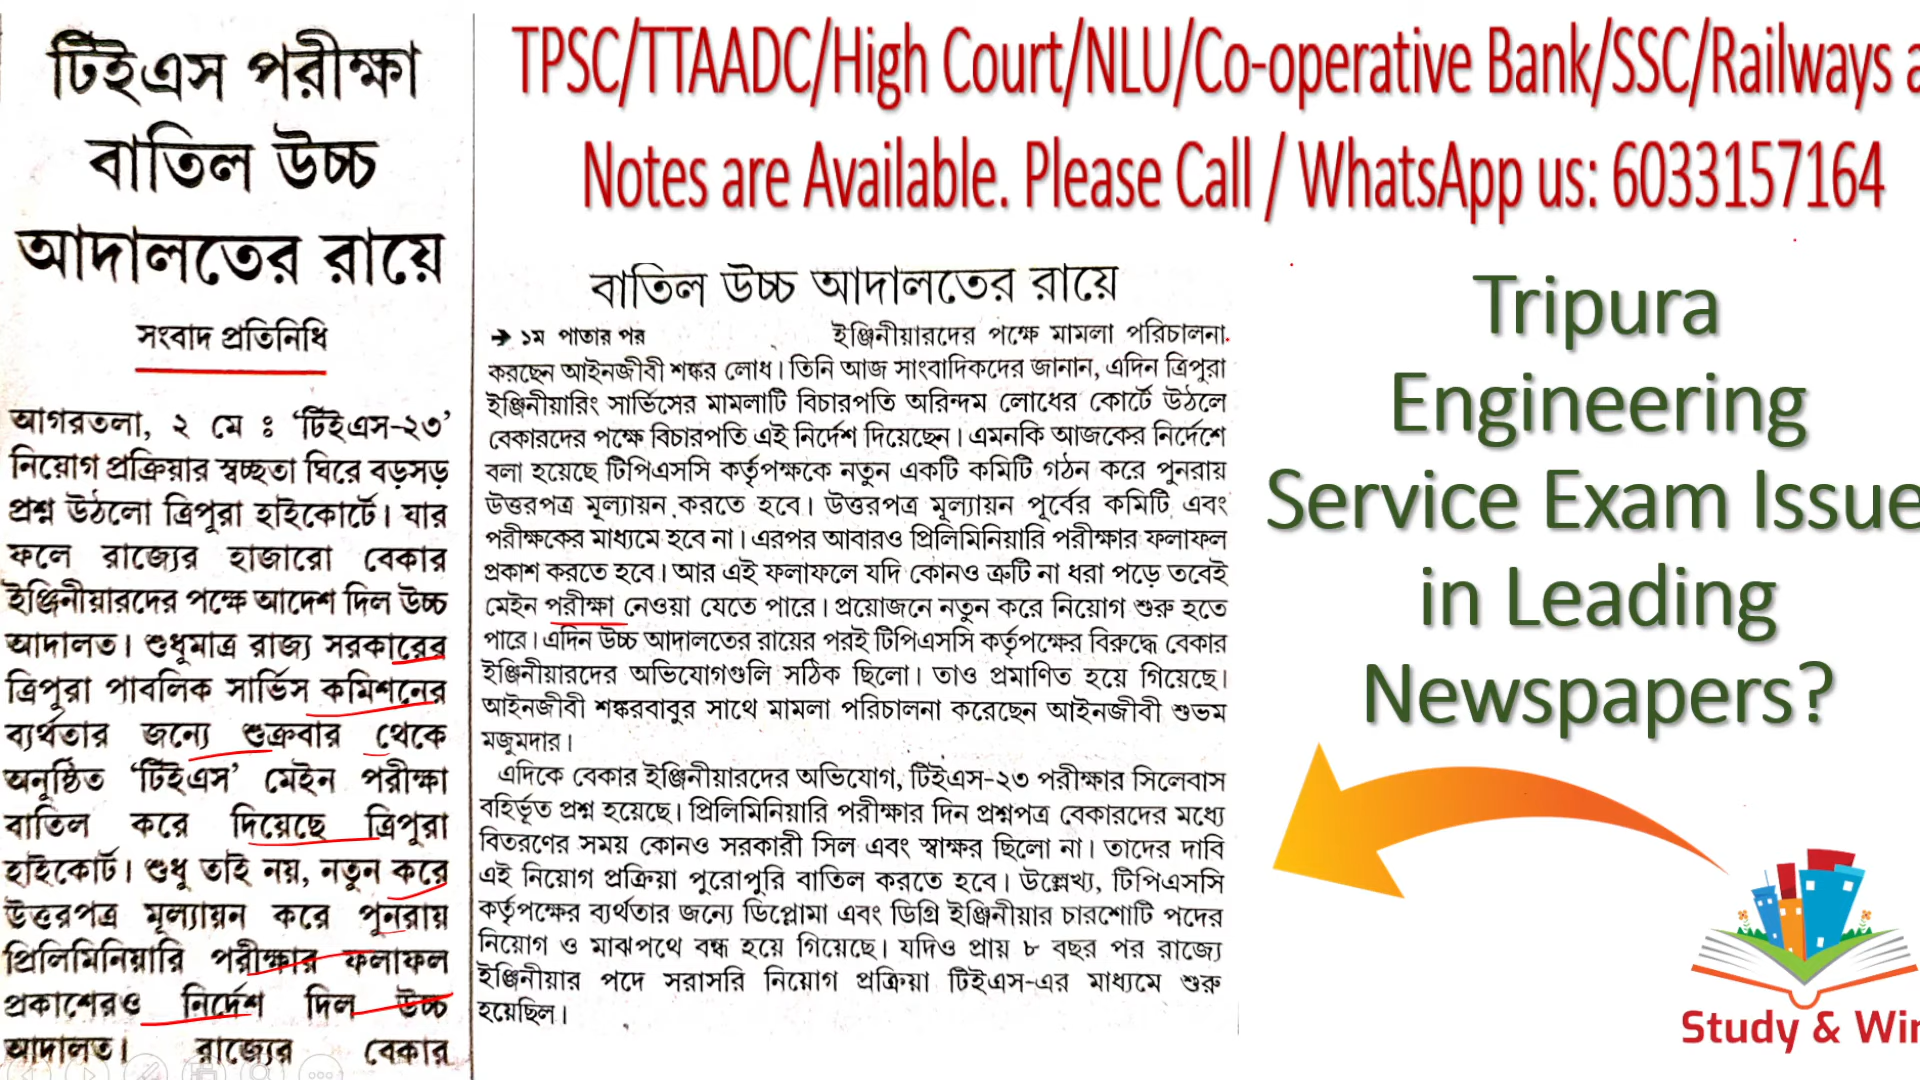 টিইএস পরীক্ষা
বাতিল উচ্চ
আদালতের রায়ে
সংবাদ প্রতিনিধি
আগরতলা, ২ মে ঃ ‘টিইএস-২৩’
নিয়োগ প্রক্রিয়ার স্বচ্ছতা ঘিরে বড়সড়
প্রশ্ন উঠলো ত্রিপুরা হাইকোর্টে। যার
ফলে রাজ্যের হাজারো বেকার
ইঞ্জিনীয়ারদের পক্ষে আদেশ দিল উচ্চ
আদালত। শুধুমাত্র রাজ্য সরকারের
ত্রিপুরা পাবলিক সার্ভিস কমিশনের
ব্যর্থতার জন্যে শুক্রবার থেকে
অনুষ্ঠিত ‘টিইএস’ মেইন পরীক্ষা
বাতিল করে দিয়েছে ত্রিপুরা
হাইকোর্ট। শুধু তাই নয়, নতুন করে
উত্তরপত্র মূল্যায়ন করে পুনরায়
প্রিলিমিনিয়ারি পরীক্ষার ফলাফল
প্রকাশেরও নির্দেশ দিল উচ্চ
আদালত। রাজ্যের বেকার
TPSC/TTAADC/High Court/NLU/Co-operative Bank/SSC/Railways a
Notes are Available. Please Call / WhatsApp us: 6033157164
বাতিল উচ্চ আদালতের রায়ে
➔ ১ম পাতার পর ইঞ্জিনীয়ারদের পক্ষে মামলা পরিচালনা
করছেন আইনজীবী শঙ্কর লোধ। তিনি আজ সাংবাদিকদের জানান, এদিন ত্রিপুরা
ইঞ্জিনীয়ারিং সার্ভিসের মামলাটি বিচারপতি অরিন্দম লোধের কোর্টে উঠলে
বেকারদের পক্ষে বিচারপতি এই নির্দেশ দিয়েছেন। এমনকি আজকের নির্দেশে
বলা হয়েছে টিপিএসসি কর্তৃপক্ষকে নতুন একটি কমিটি গঠন করে পুনরায়
উত্তরপত্র মূল্যায়ন করতে হবে। উত্তরপত্র মূল্যায়ন পূর্বের কমিটি এবং
পরীক্ষকের মাধ্যমে হবে না। এরপর আবারও প্রিলিমিনিয়ারি পরীক্ষার ফলাফল
প্রকাশ করতে হবে। আর এই ফলাফলে যদি কোনও ত্রুটি না ধরা পড়ে তবেই
মেইন পরীক্ষা নেওয়া যেতে পারে। প্রয়োজনে নতুন করে নিয়োগ শুরু হতে
পারে। এদিন উচ্চ আদালতের রায়ের পরই টিপিএসসি কর্তৃপক্ষের বিরুদ্ধে বেকার
ইঞ্জিনীয়ারদের অভিযোগগুলি সঠিক ছিলো। তাও প্রমাণিত হয়ে গিয়েছে।
আইনজীবী শঙ্করবাবুর সাথে মামলা পরিচালনা করেছেন আইনজীবী শুভম
মজুমদার।
এদিকে বেকার ইঞ্জিনীয়ারদের অভিযোগ, টিইএস-২৩ পরীক্ষার সিলেবাস
বহির্ভূত প্রশ্ন হয়েছে। প্রিলিমিনিয়ারি পরীক্ষার দিন প্রশ্নপত্র বেকারদের মধ্যে
বিতরণের সময় কোনও সরকারী সিল এবং স্বাক্ষর ছিলো না। তাদের দাবি
এই নিয়োগ প্রক্রিয়া পুরোপুরি বাতিল করতে হবে। উল্লেখ্য, টিপিএসসি
কর্তৃপক্ষের ব্যর্থতার জন্যে ডিপ্লোমা এবং ডিগ্রি ইঞ্জিনীয়ার চারশোটি পদের
নিয়োগ ও মাঝপথে বন্ধ হয়ে গিয়েছে। যদিও প্রায় ৮ বছর পর রাজ্যে
ইঞ্জিনীয়ার পদে সরাসরি নিয়োগ প্রক্রিয়া টিইএস-এর মাধ্যমে শুরু
হয়েছিল।
Tripura
Engineering
Service Exam Issue
in Leading
Newspapers?
Study & Win